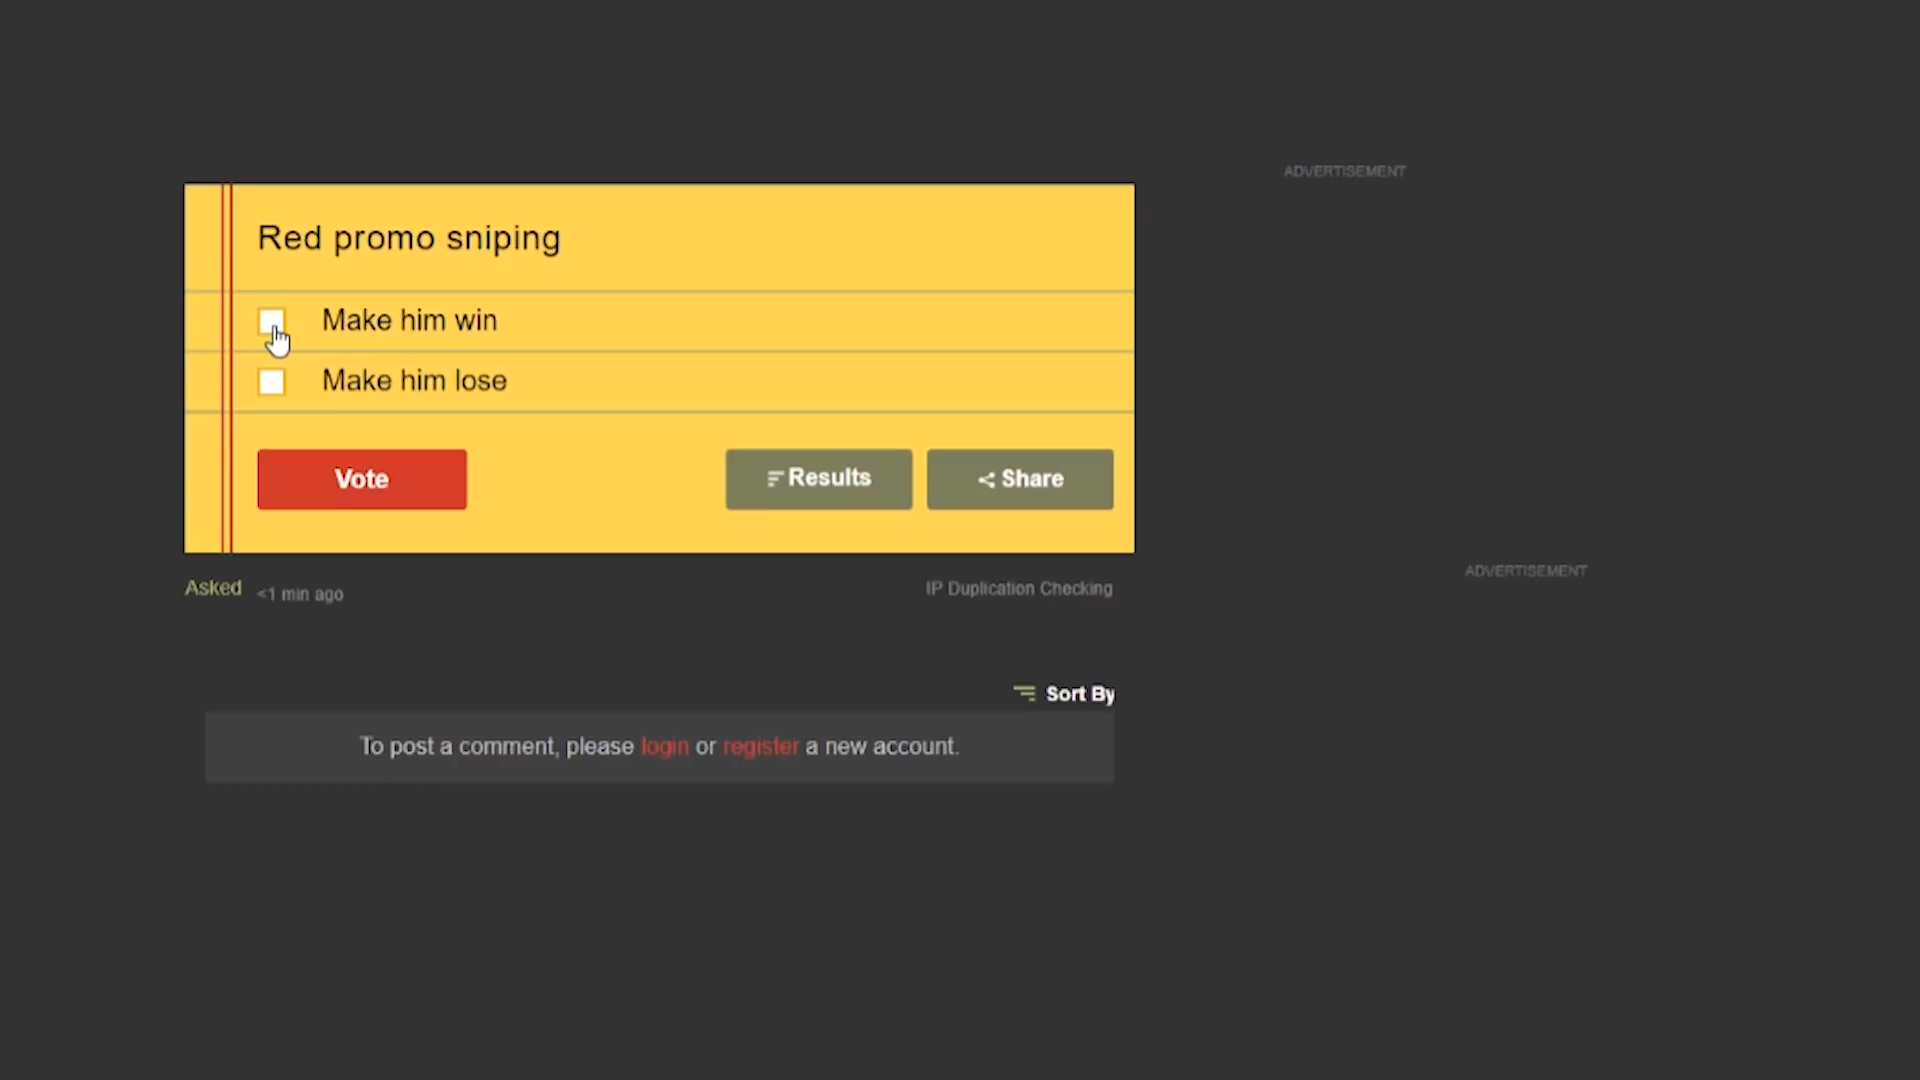 ADVERTISEMENT
Red promo sniping
Make him win
Make him lose
Vote
Results
Share
Asked <1 min ago
IP Duplication Checking
ADVERTISEMENT
Sort By
To post a comment, please login or register a new account.